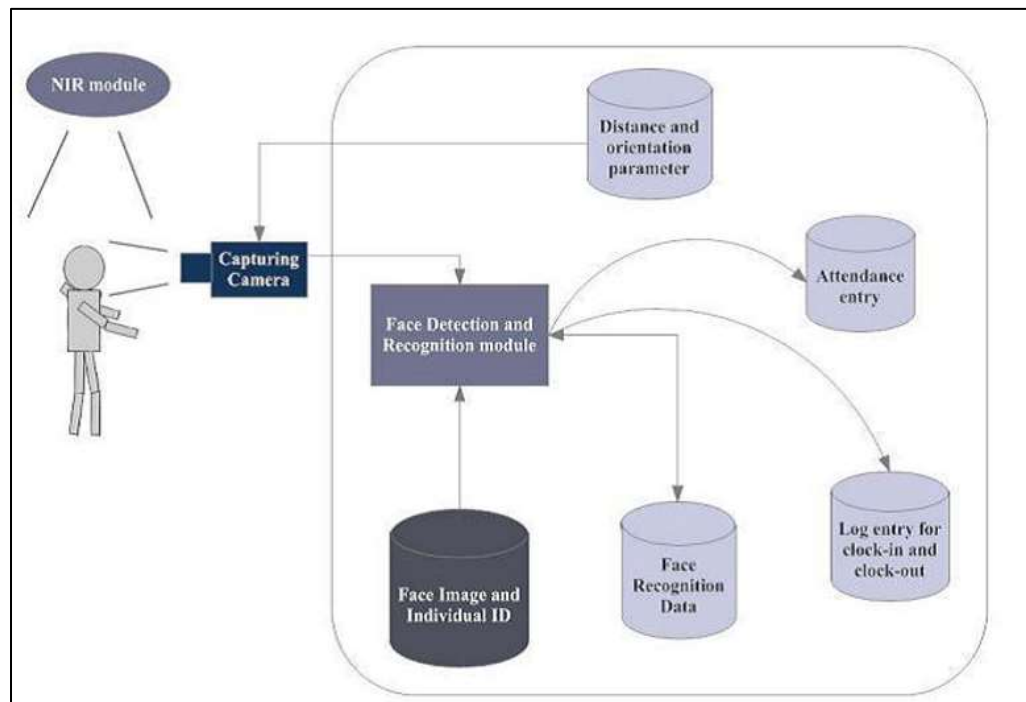 NIR module
Distance and
orientation
parameter
Capturing
Camera
Attendance
entry
Face Detection and
Recognition module
Log entry for
clock-in and
clock-out
Face
Recognition
Data
Face Image and
Individual ID